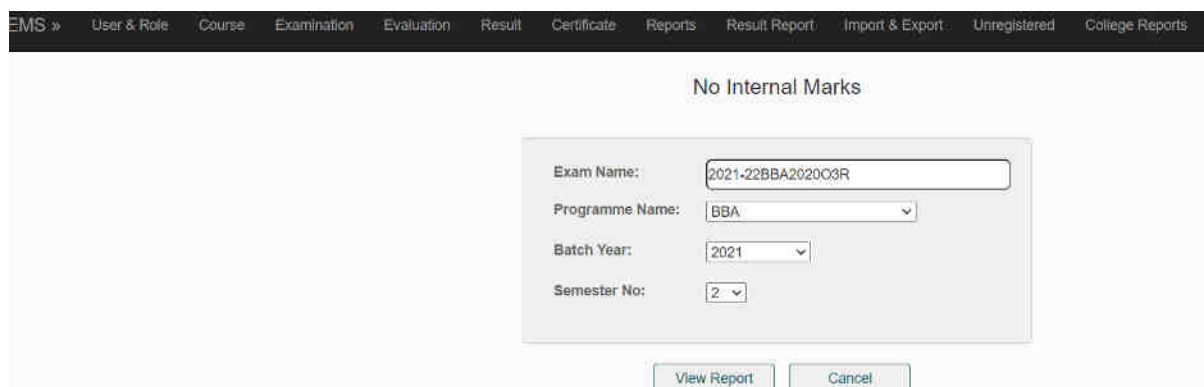 EMS » User & Role Course Examination Evaluation Result Certificate Reports Result Report Import & Export Unregistered College Reports
No Internal Marks
Exam Name: 2021-22BBA2020O3R
Programme Name: BBA
Batch Year: 2021
Semester No: 2
View Report Cancel